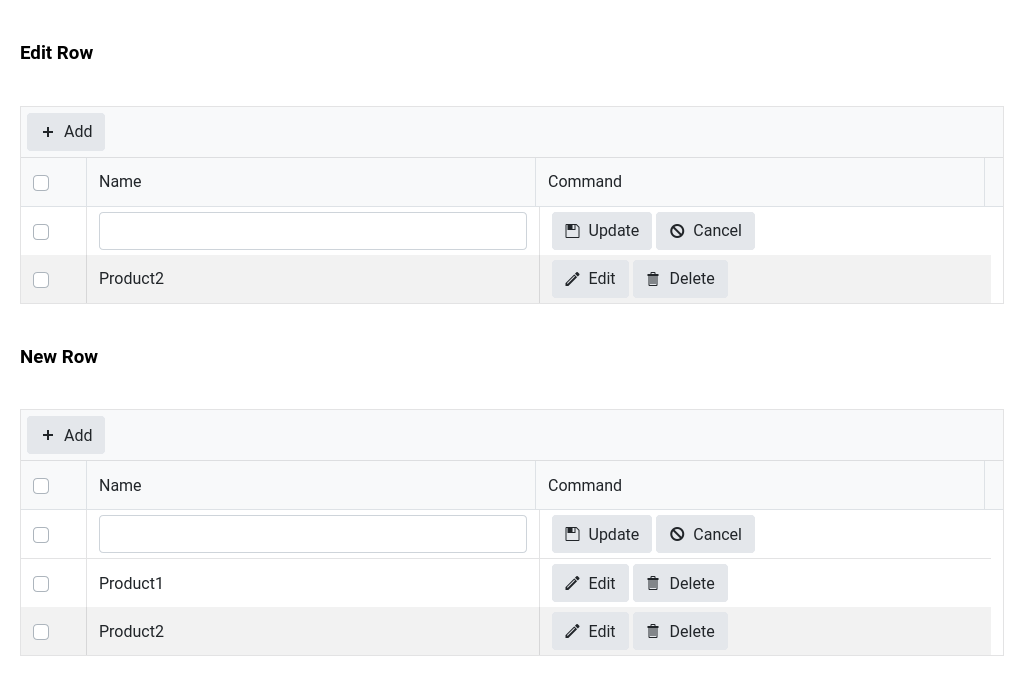 Edit Row
Add
Name Command
Update Cancel
Product2 Edit Delete
New Row
Add
Name Command
Update Cancel
Product1 Edit Delete
Product2 Edit Delete